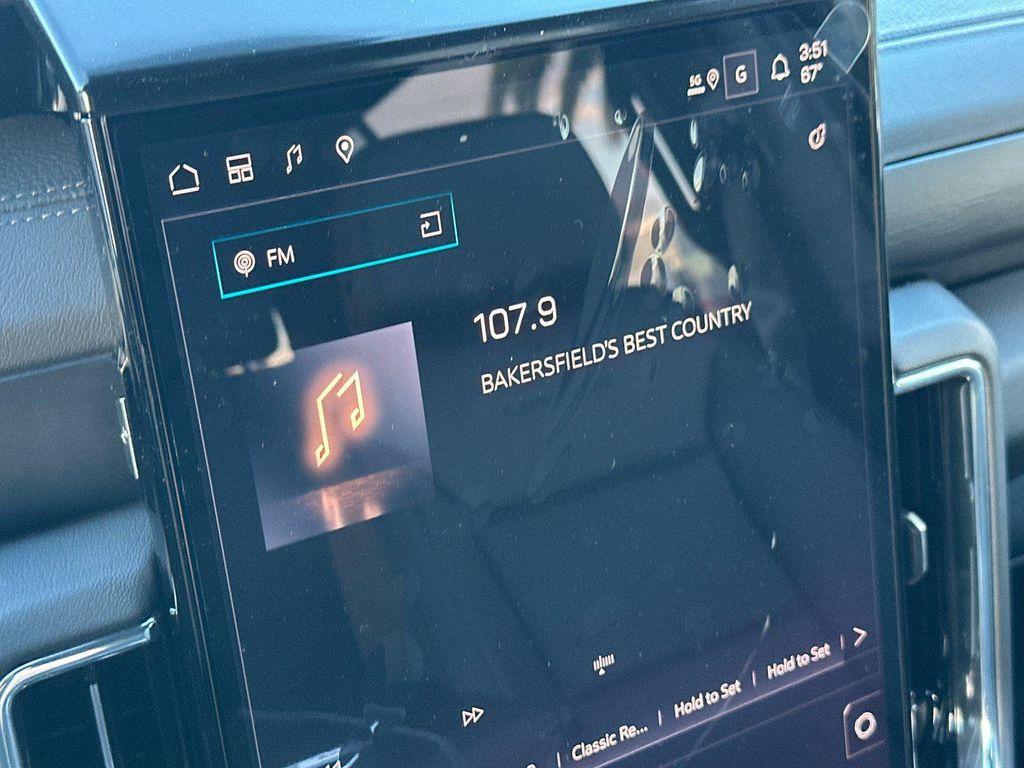 5G G 3:51
67°
FM
107.9
BAKERSFIELD'S BEST COUNTRY
Classic Re... | Hold to Set | Hold to Set